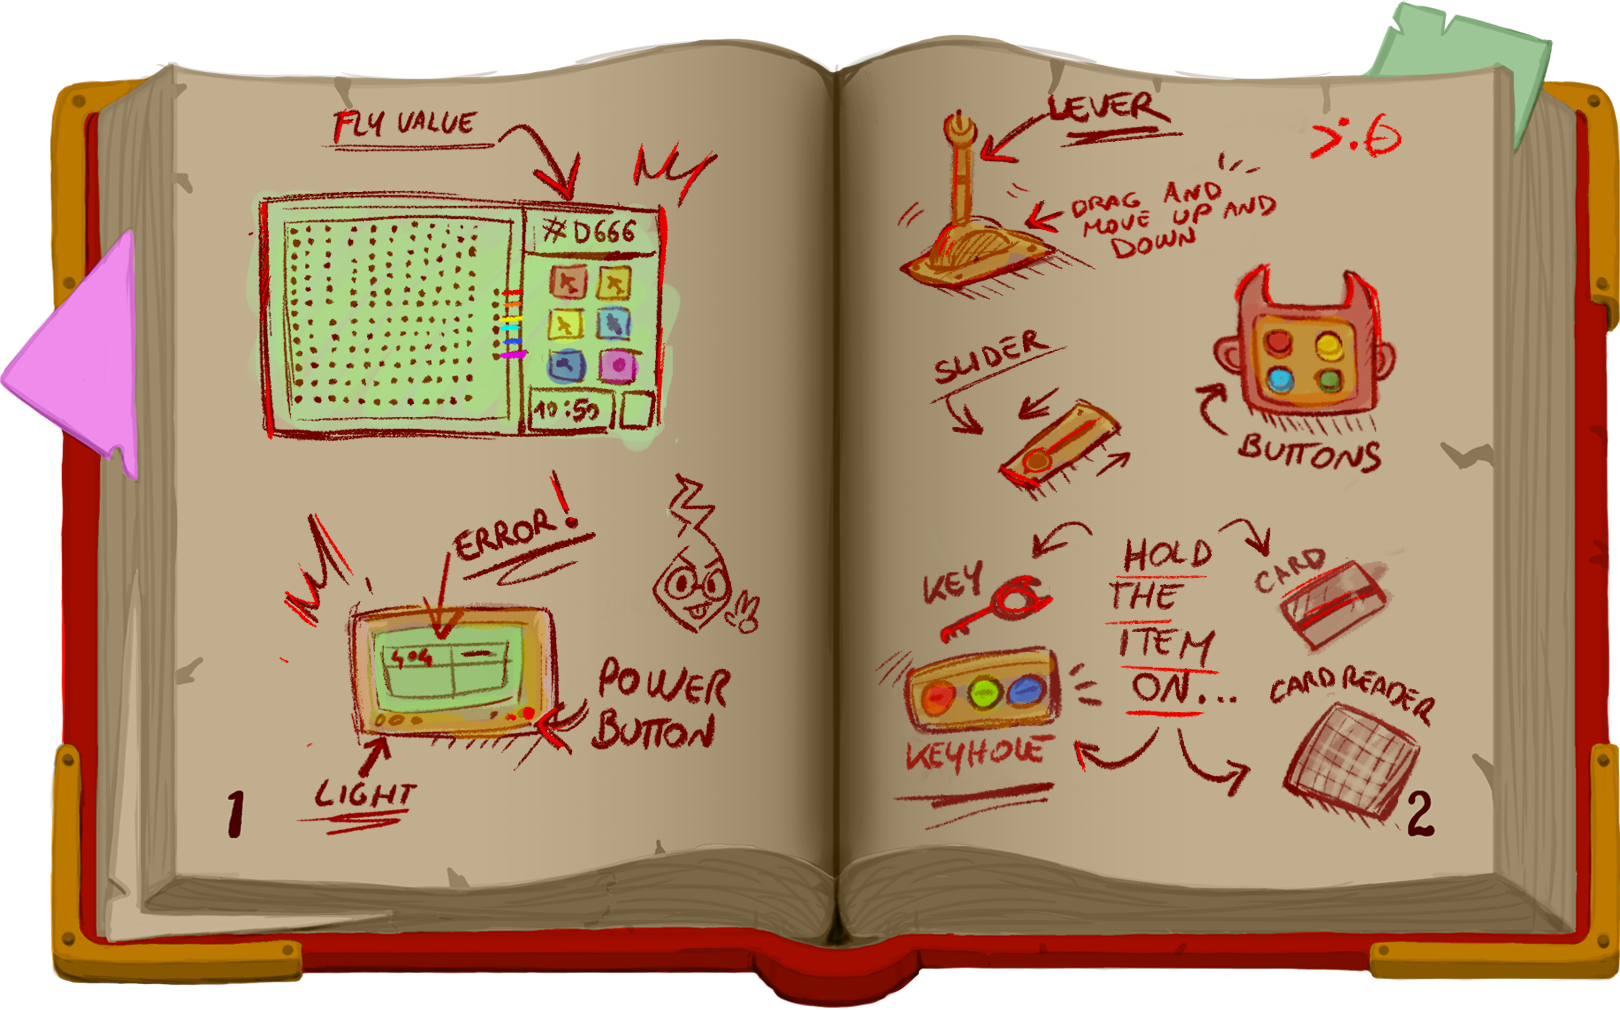 FLY VALUE
#D666
10:50
ERROR!
404
POWER
BUTTON
LIGHT
1
LEVER
>:6
DRAG AND
MOVE UP AND
DOWN
SLIDER
BUTTONS
KEY
HOLD
THE
ITEM
ON...
CARD
KEYHOLE
CARD READER
2